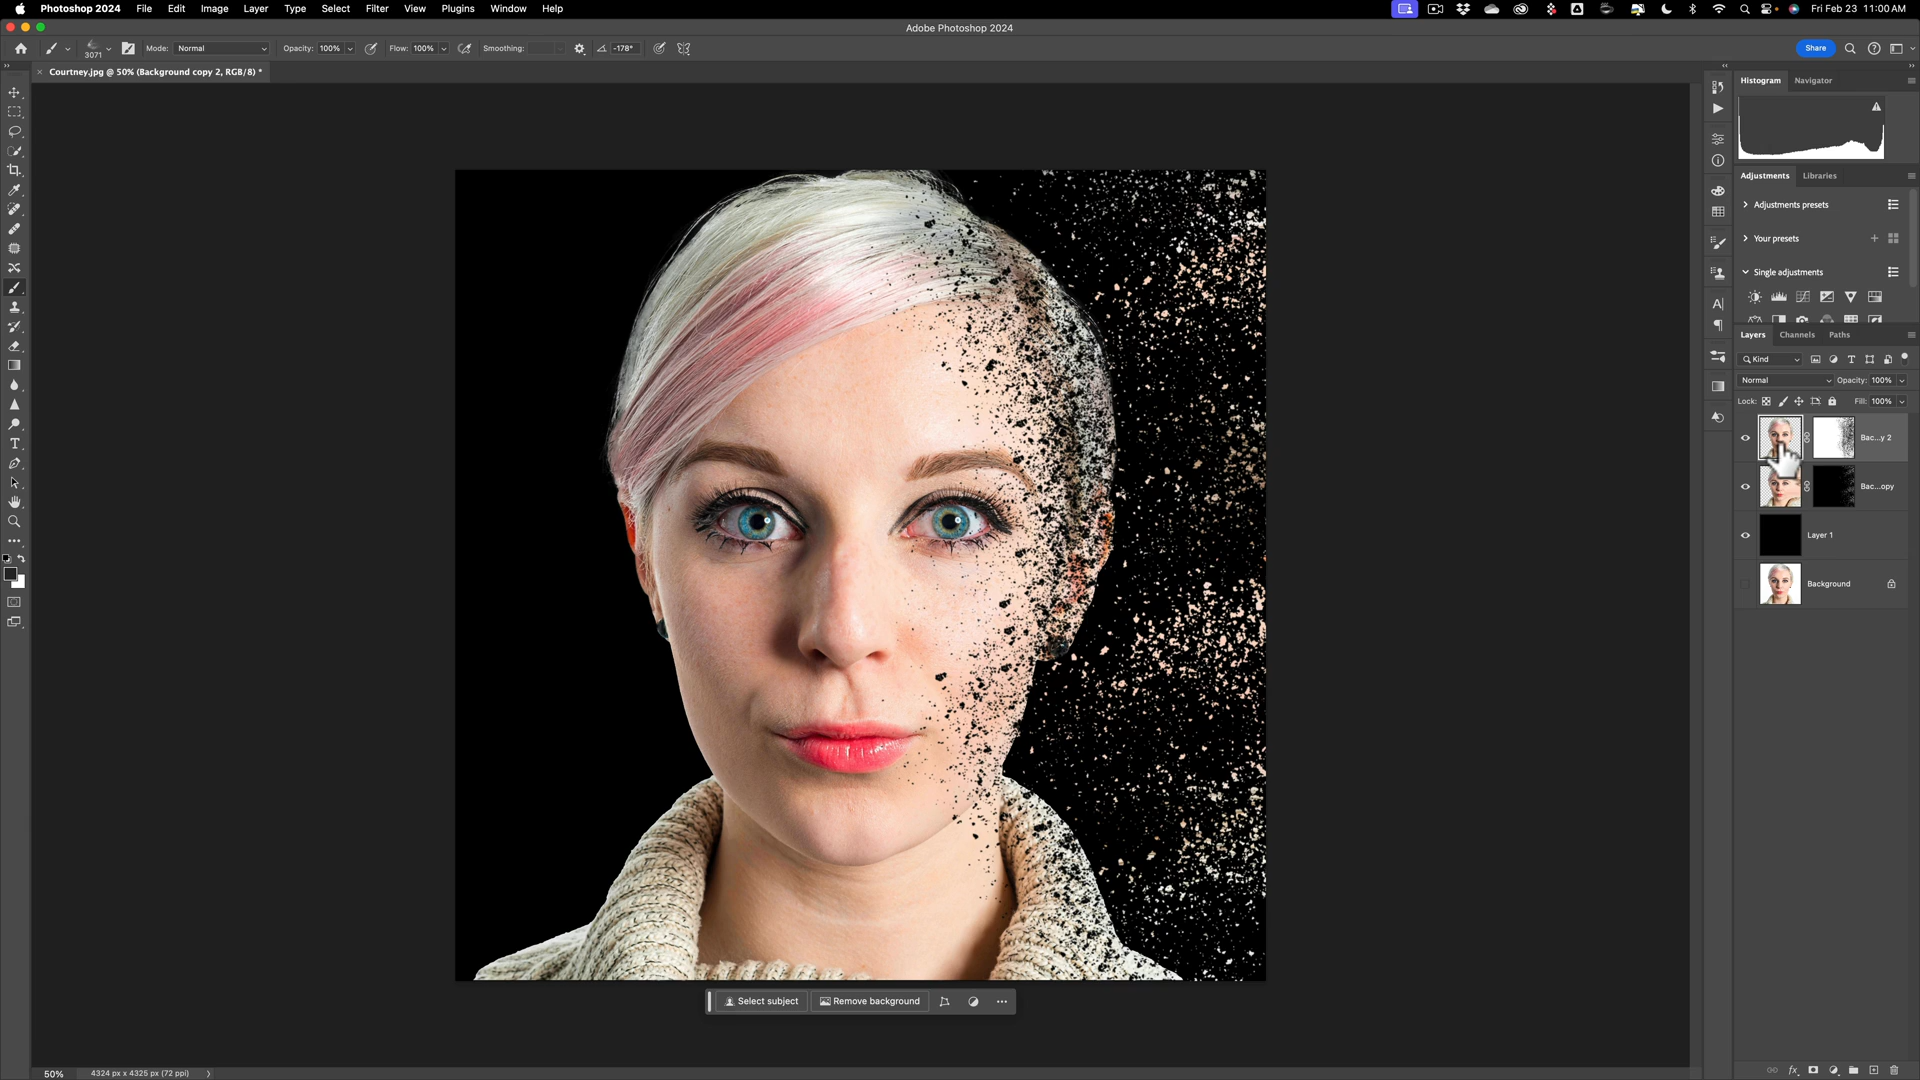 Photoshop 2024 File Edit Image Layer Type Select Filter View Plugins Window Help Fri Feb 23 11:00 AM
Adobe Photoshop 2024
3071 Mode: Normal Opacity: 100% Flow: 100% Smoothing: -178° Share
Courtney.jpg @ 50% (Background copy 2, RGB/8) *
Histogram Navigator
Adjustments Libraries
Adjustments presets
Your presets
Single adjustments
Layers Channels Paths
Kind
Normal Opacity: 100%
Lock: Fill: 100%
Bac...y 2
Bac...opy
Layer 1
Background
Select subject Remove background
50% 4324 px x 4325 px (72 ppi)